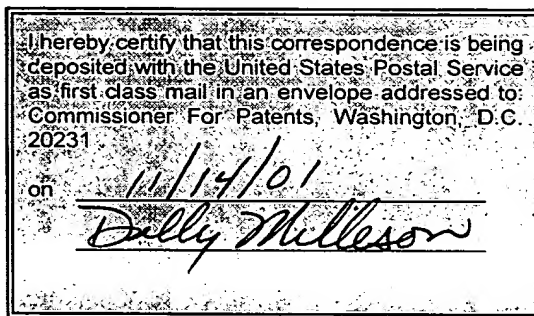 I hereby certify that this correspondence is being
deposited with the United States Postal Service
as first class mail in an envelope addressed to:
Commissioner For Patents, Washington, D.C.
20231
on 11/14/01
Dally Milleson